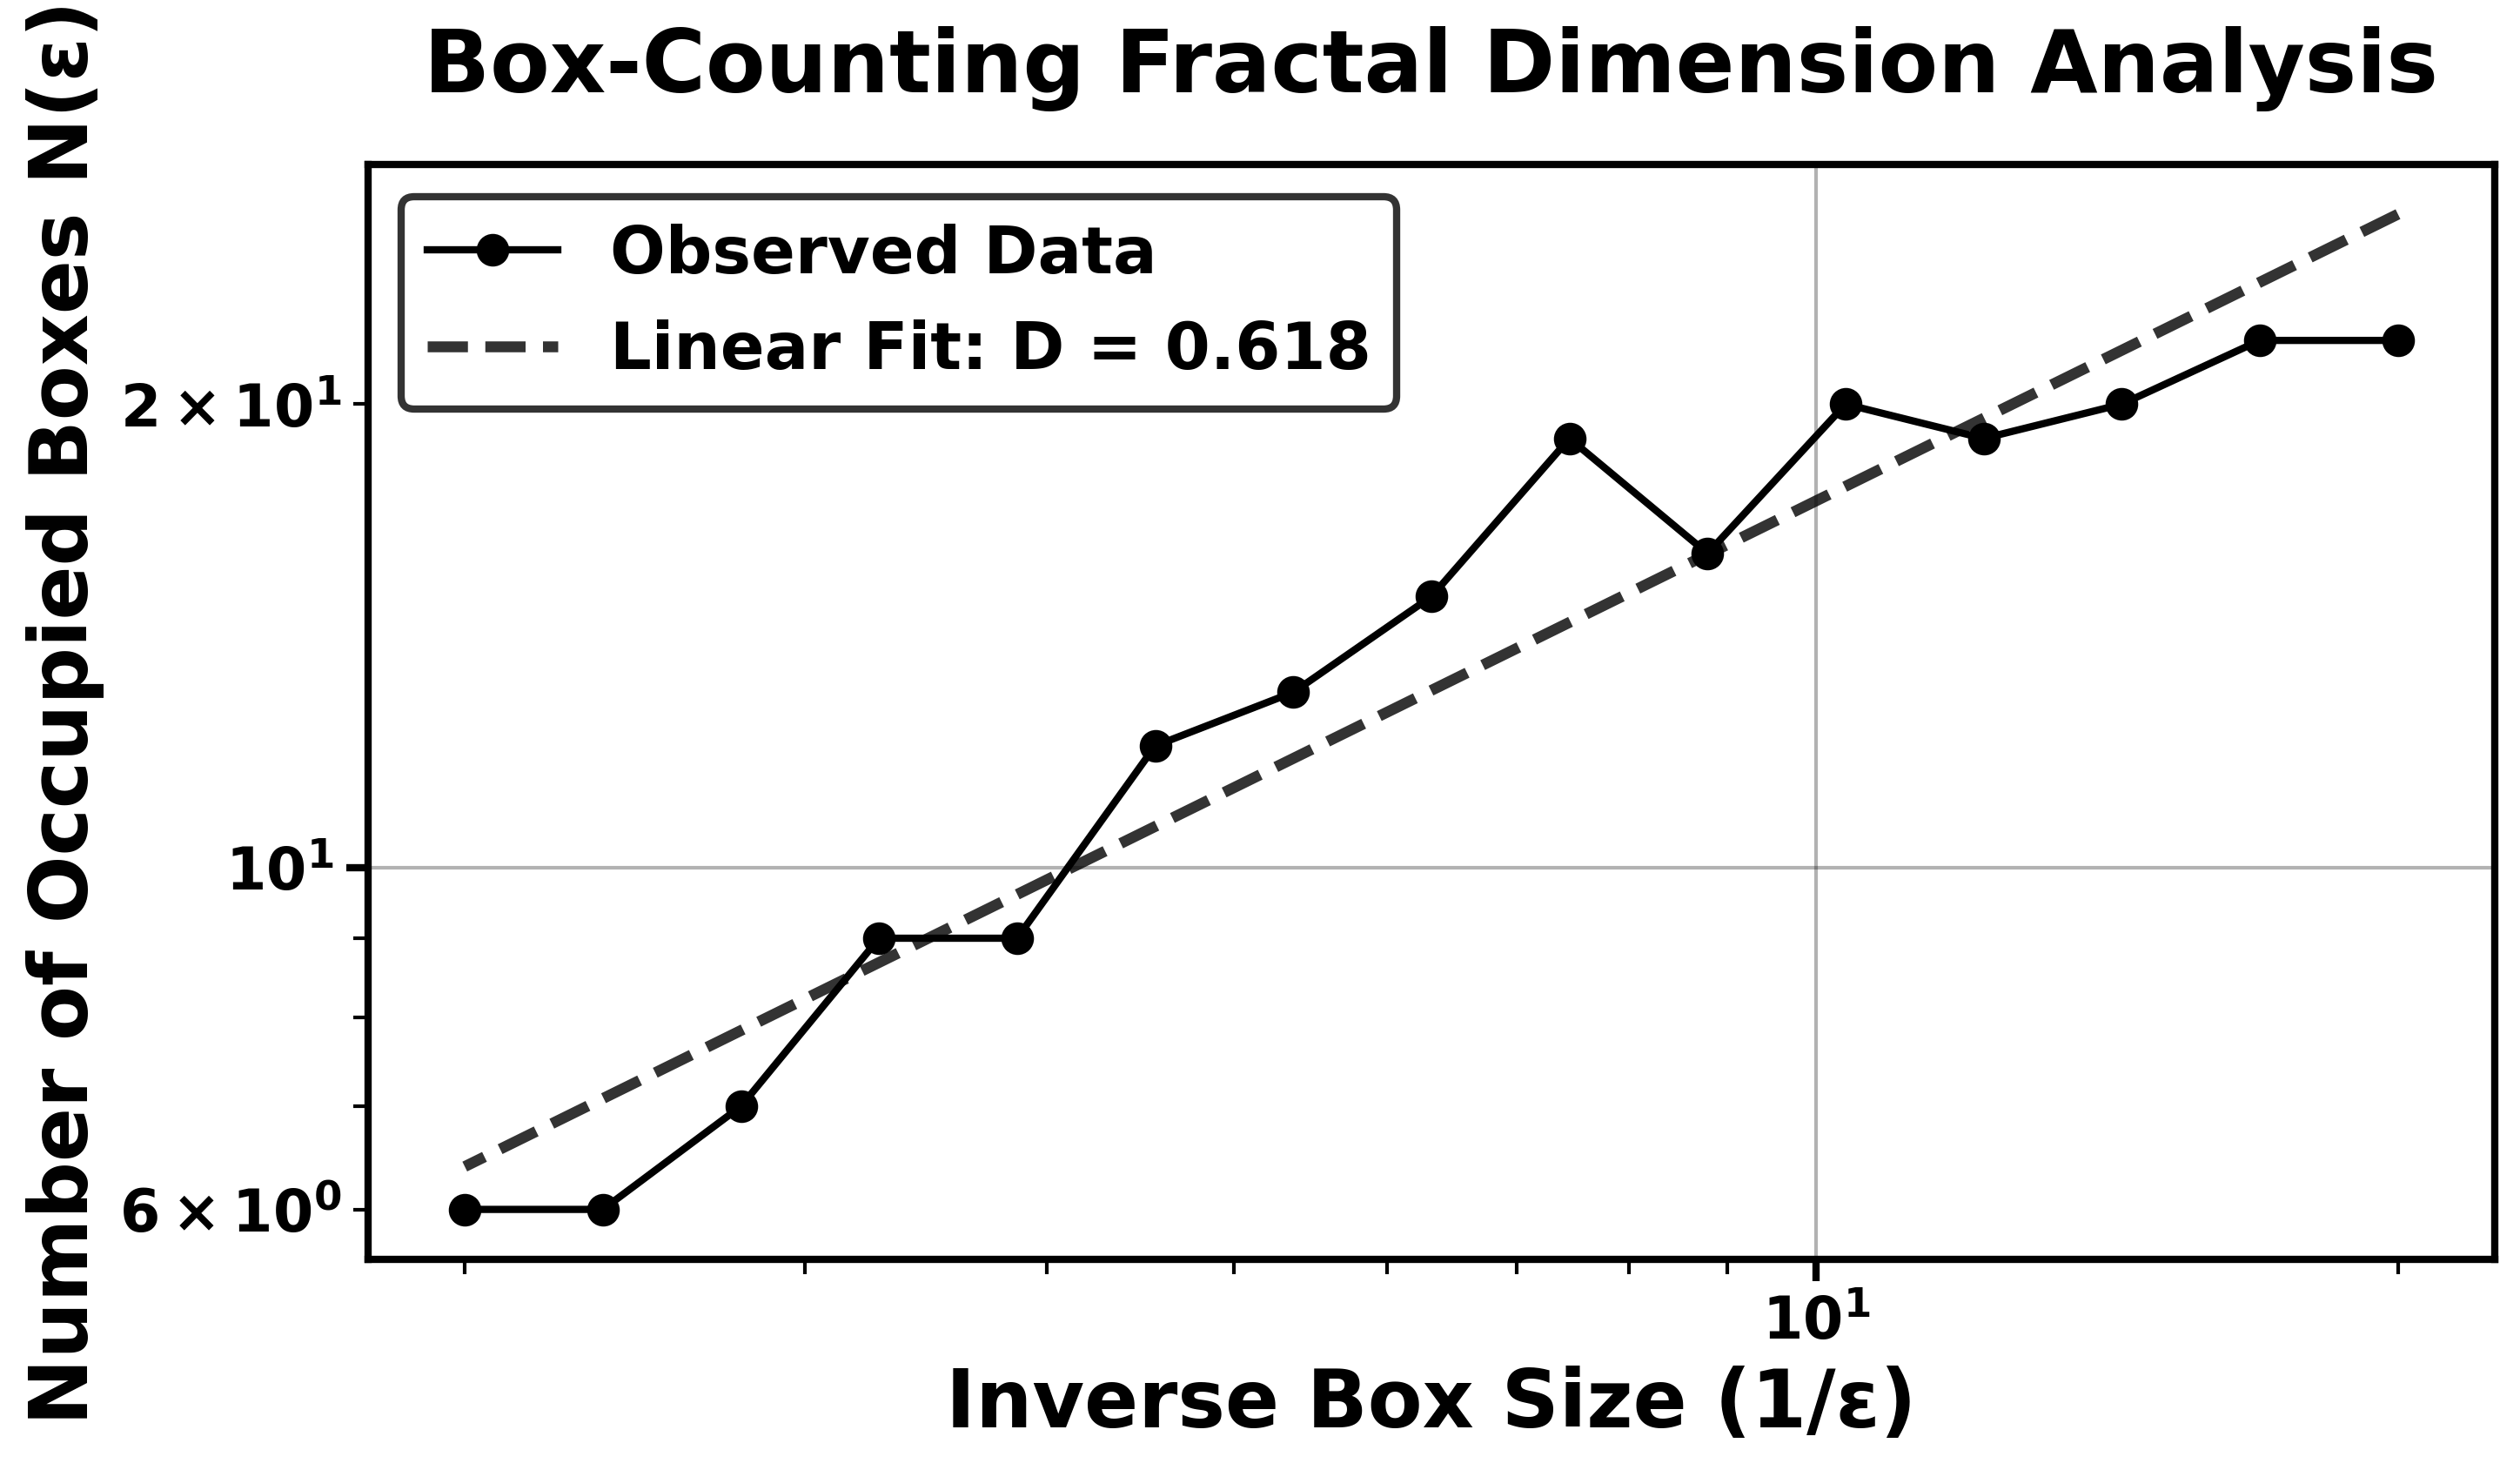 Box-Counting Fractal Dimension Analysis
Number of Occupied Boxes N(ε)
Observed Data
Linear Fit: D = 0.618
2 × 10¹
10¹
6 × 10⁰
10¹
Inverse Box Size (1/ε)